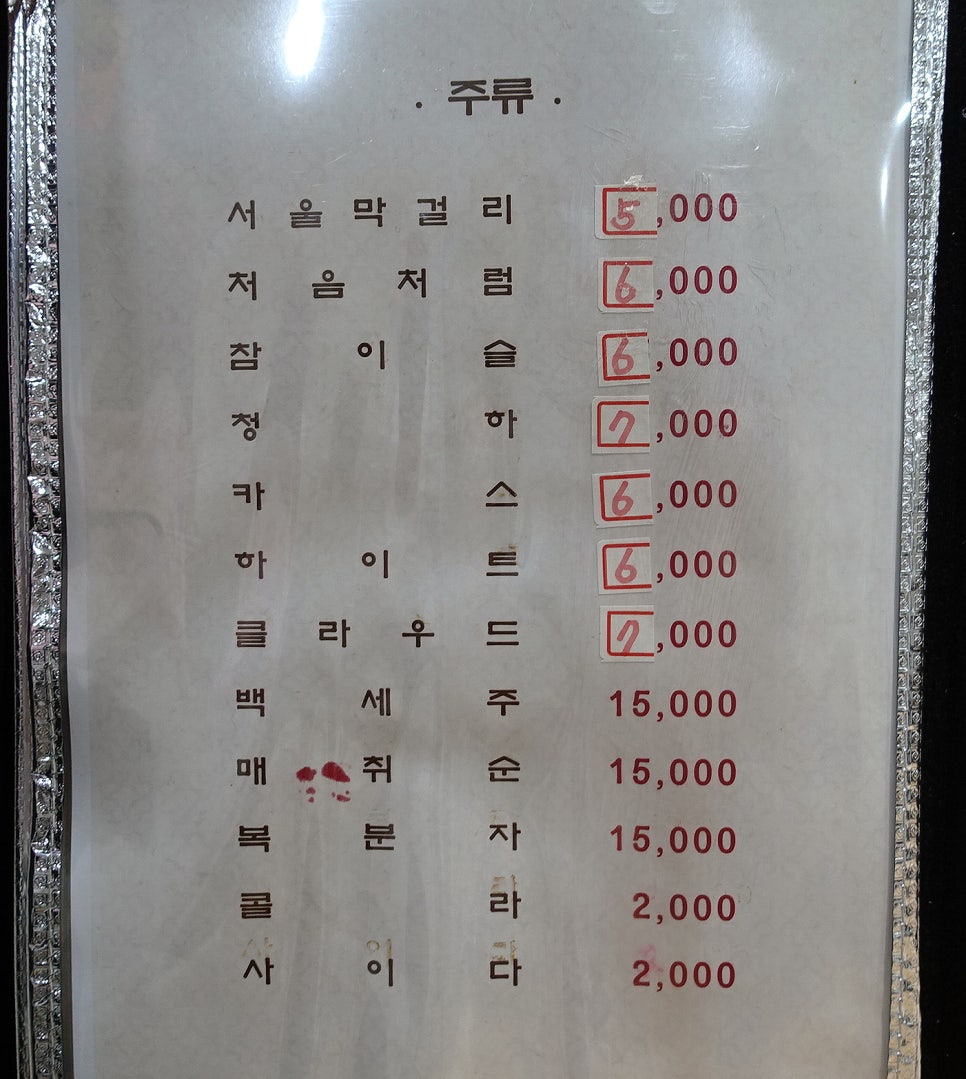 · 주류 ·
서울막걸리 5,000
처음처럼 6,000
참이슬 6,000
청하 7,000
카스 6,000
하이트 6,000
클라우드 7,000
백세주 15,000
매취순 15,000
복분자 15,000
콜라 2,000
사이다 2,000